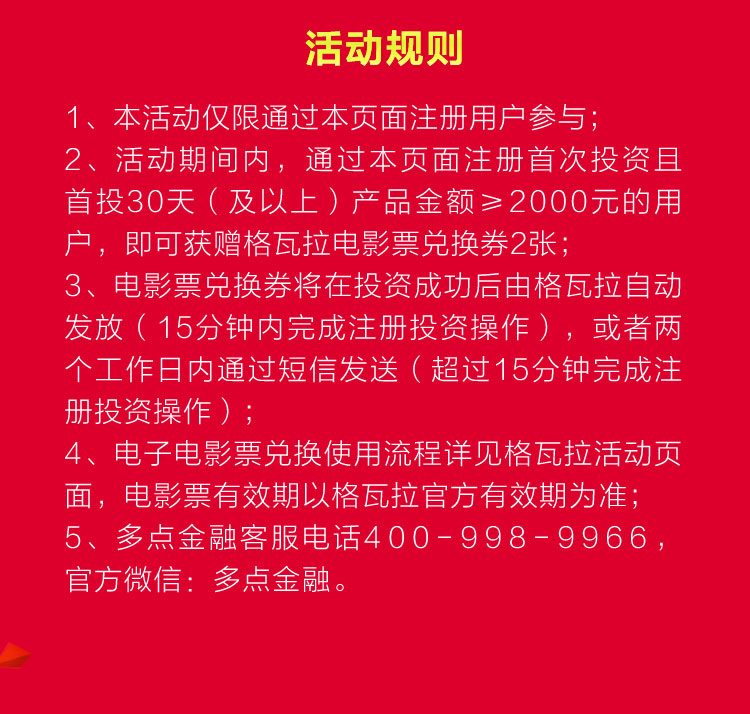 活动规则
1、本活动仅限通过本页面注册用户参与；
2、活动期间内，通过本页面注册首次投资且
首投30天（及以上）产品金额≥2000元的用
户，即可获赠格瓦拉电影票兑换券2张；
3、电影票兑换券将在投资成功后由格瓦拉自动
发放（15分钟内完成注册投资操作），或者两
个工作日内通过短信发送（超过15分钟完成注
册投资操作）；
4、电子电影票兑换使用流程详见格瓦拉活动页
面，电影票有效期以格瓦拉官方有效期为准；
5、多点金融客服电话400-998-9966，
官方微信：多点金融。